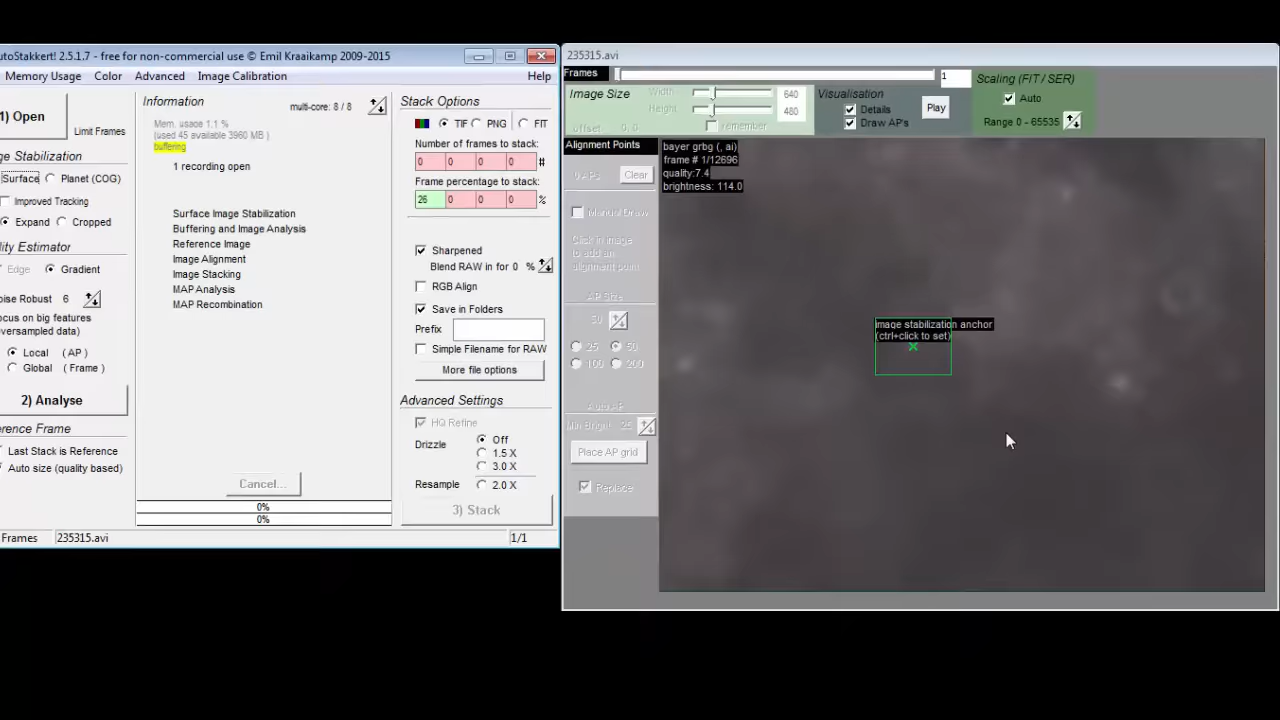 utoStakkert! 2.5.1.7 - free for non-commercial use © Emil Kraaikamp 2009-2015
Memory Usage Color Advanced Image Calibration Help
1) Open
Limit Frames
ge Stabilization
Surface Planet (COG)
Improved Tracking
Expand Cropped
lity Estimator
Edge Gradient
oise Robust 6
ocus on big features
versampled data)
Local ( AP )
Global ( Frame )
2) Analyse
erence Frame
Last Stack is Reference
Auto size (quality based)
Frames 235315.avi 1/1
Information
multi-core: 8 / 8
Mem. usage 1.1 %
(used 45 available 3960 MB )
buffering
1 recording open
Surface Image Stabilization
Buffering and Image Analysis
Reference Image
Image Alignment
Image Stacking
MAP Analysis
MAP Recombination
Cancel...
0%
0%
Stack Options
TIF PNG FIT
Number of frames to stack:
0 0 0 0 #
Frame percentage to stack:
26 0 0 0 %
Sharpened
Blend RAW in for 0 %
RGB Align
Save in Folders
Prefix
Simple Filename for RAW
More file options
Advanced Settings
HQ Refine
Drizzle Off
1.5 X
3.0 X
Resample 2.0 X
3) Stack
235315.avi
Frames 1
Image Size Width 640
Height 480
offset 0, 0 remember
Visualisation
Details
Draw AP's
Play
Scaling (FIT / SER)
Auto
Range 0 - 65535
Alignment Points
0 APs Clear
Manual Draw
Click in image
to add an
alignment point
AP Size
50
25 50
100 200
Auto AP
Min Bright 25
Place AP grid
Replace
bayer grbg (, ai)
frame # 1/12696
quality:7.4
brightness: 114.0
image stabilization anchor
(ctrl+click to set)